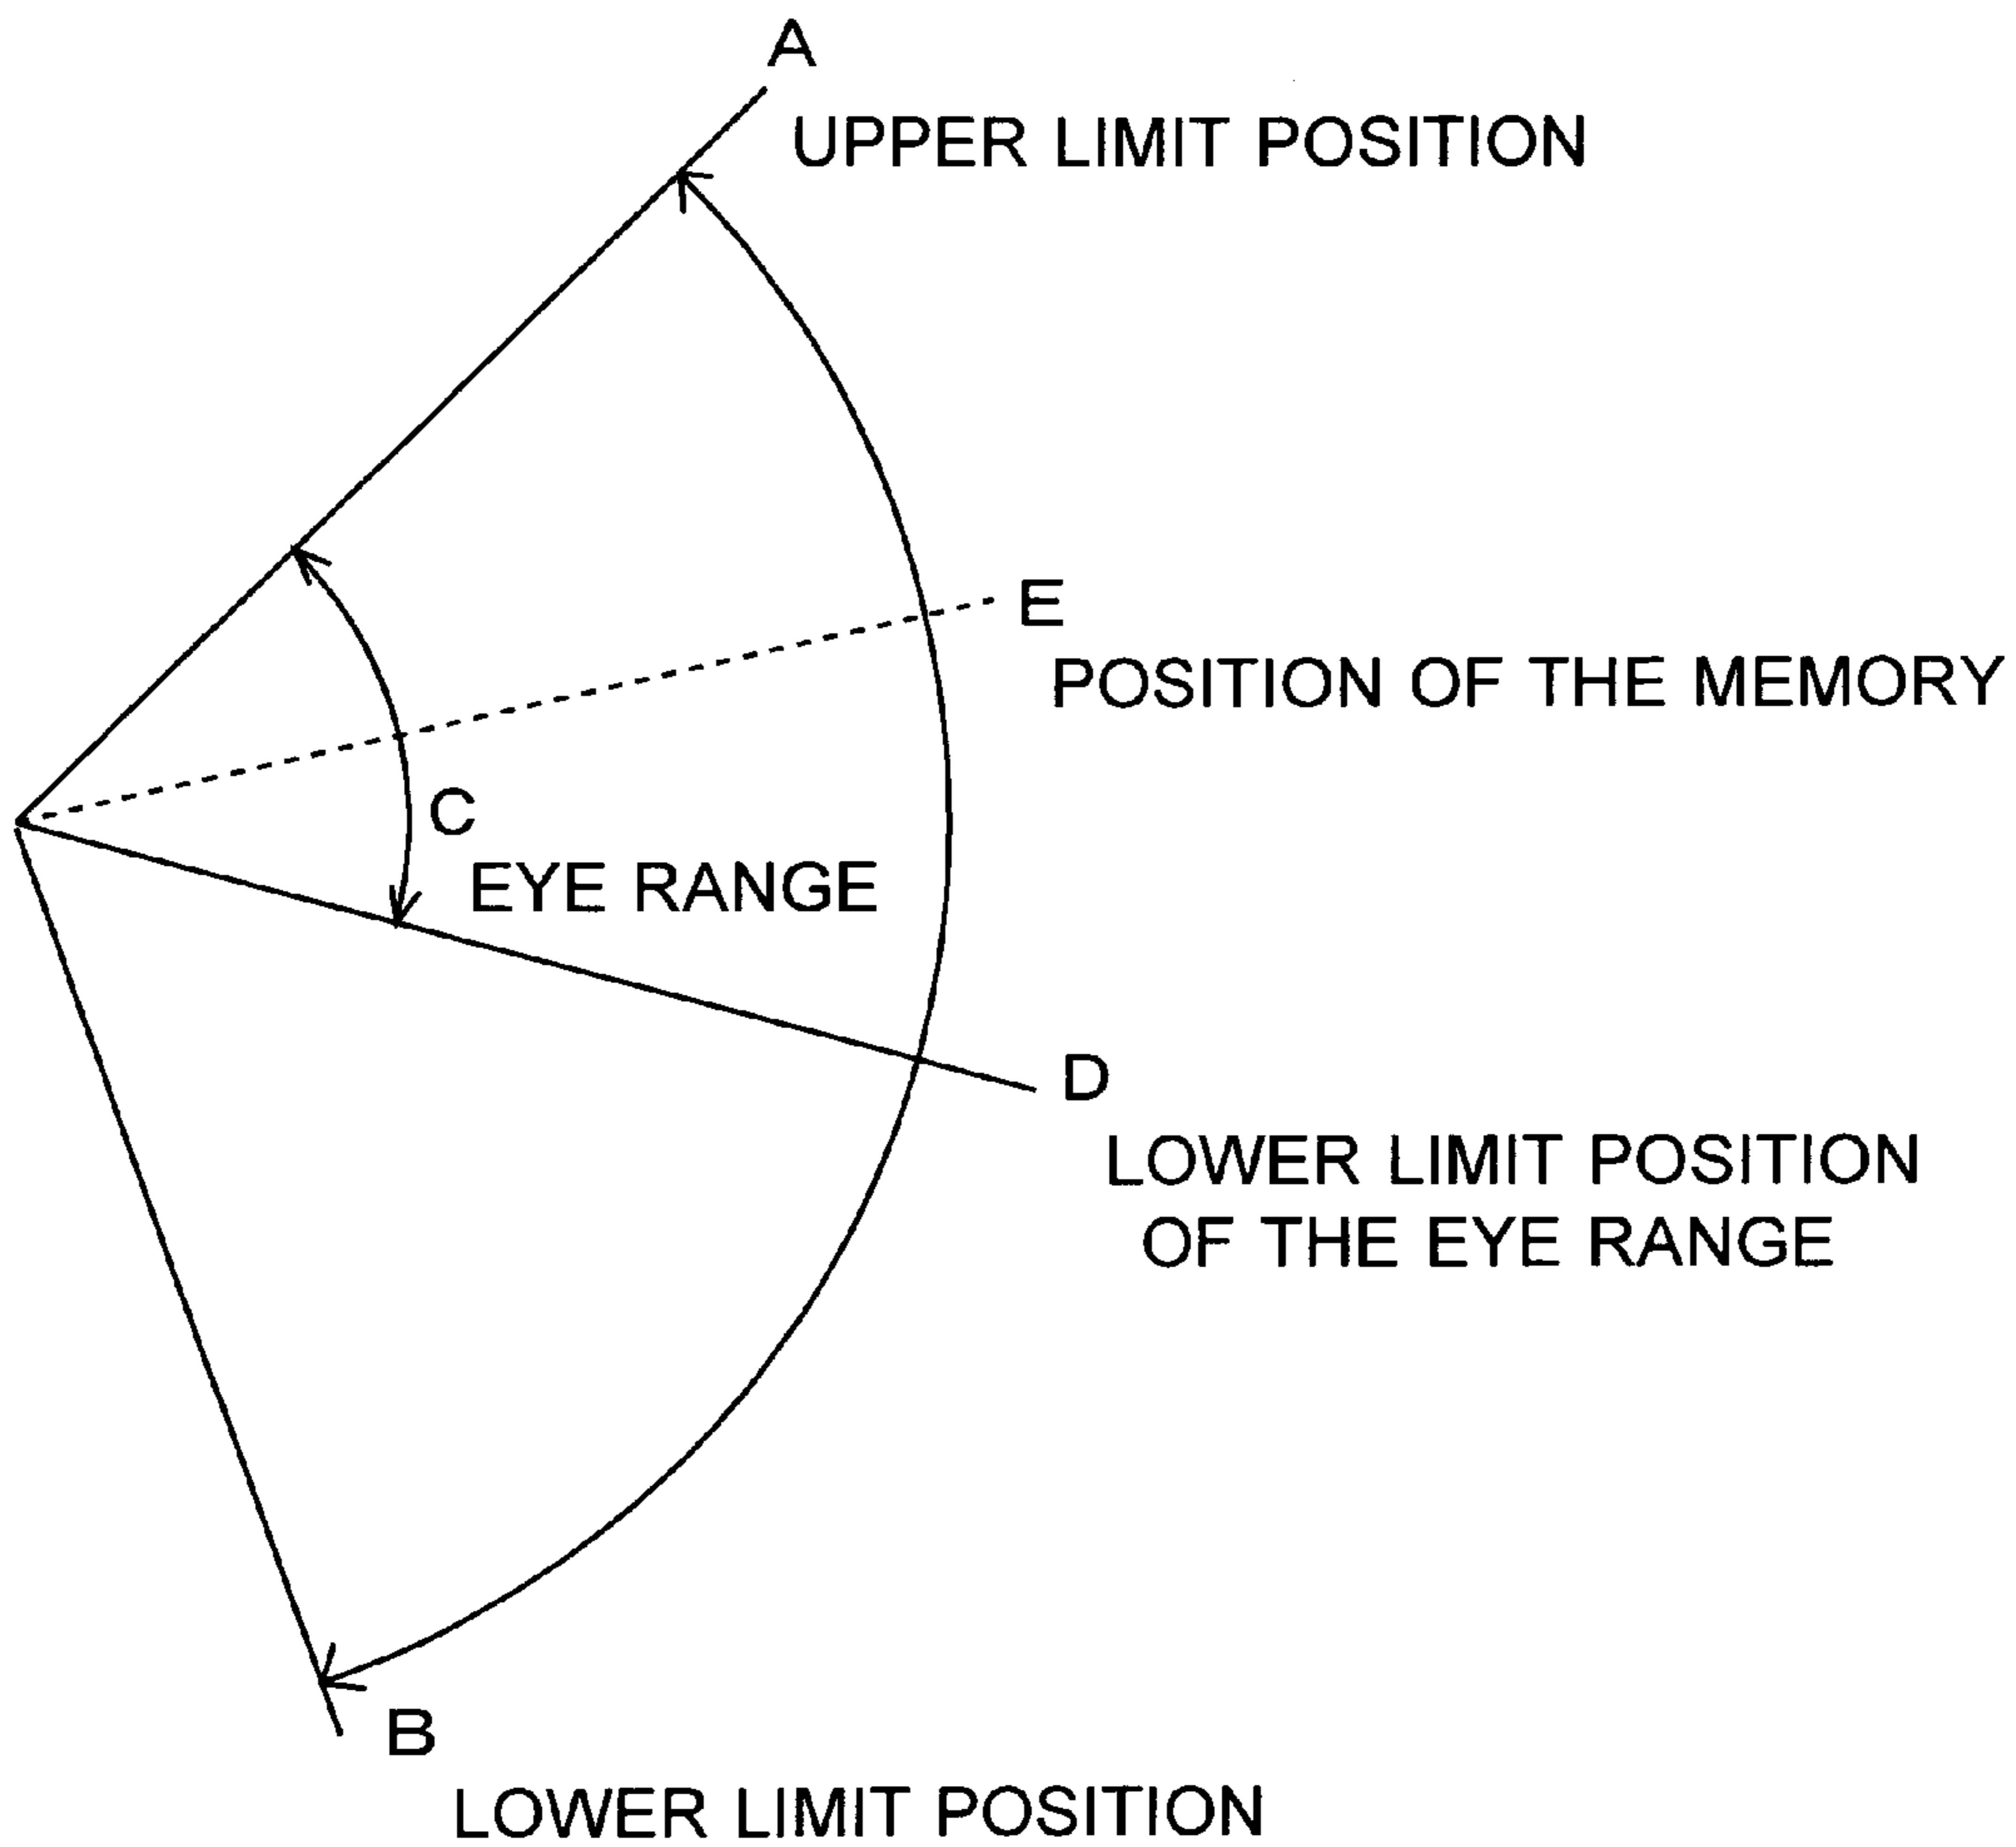 A
UPPER LIMIT POSITION
E
POSITION OF THE MEMORY
C
EYE RANGE
D
LOWER LIMIT POSITION
OF THE EYE RANGE
B
LOWER LIMIT POSITION